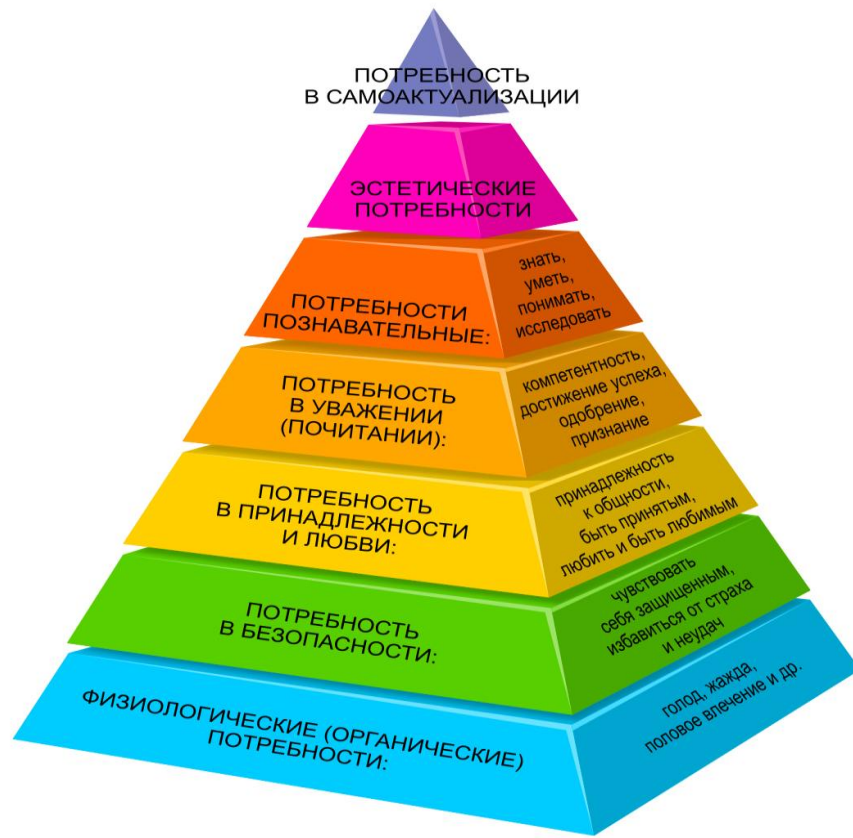 ПОТРЕБНОСТЬ
В САМОАКТУАЛИЗАЦИИ
ЭСТЕТИЧЕСКИЕ
ПОТРЕБНОСТИ
ПОТРЕБНОСТИ
ПОЗНАВАТЕЛЬНЫЕ:
знать,
уметь,
понимать,
исследовать
ПОТРЕБНОСТЬ
В УВАЖЕНИИ
(ПОЧИТАНИИ):
компетентность,
достижение успеха,
одобрение,
признание
ПОТРЕБНОСТЬ
В ПРИНАДЛЕЖНОСТИ
И ЛЮБВИ:
принадлежность
к общности,
быть принятым,
любить и быть любимым
ПОТРЕБНОСТЬ
В БЕЗОПАСНОСТИ:
чувствовать
себя защищенным,
избавиться от страха
и неудач
ФИЗИОЛОГИЧЕСКИЕ (ОРГАНИЧЕСКИЕ)
ПОТРЕБНОСТИ:
голод, жажда,
половое влечение и др.